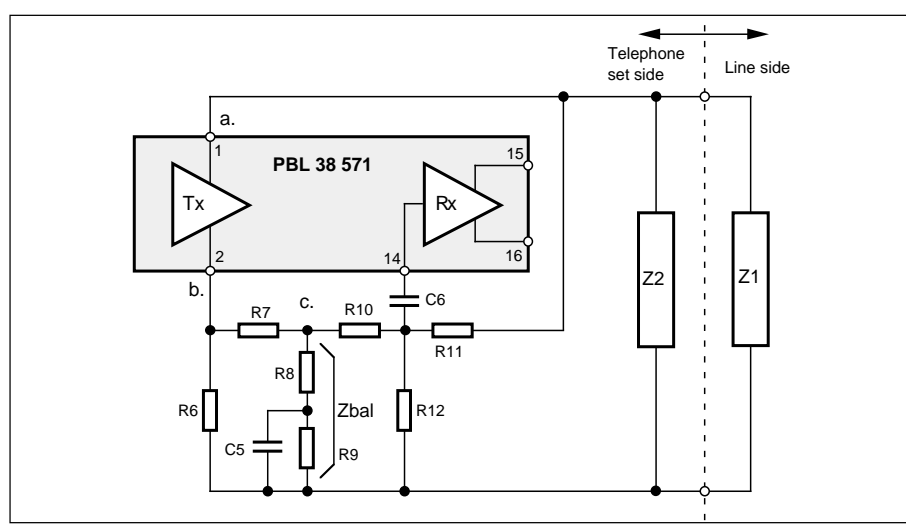 Telephone
set side
Line side
a.
1
PBL 38 571
15
Tx
Rx
2
14
16
Z2
Z1
b.
c.
C6
R7
R10
R11
R8
R6
Zbal
R12
C5
R9